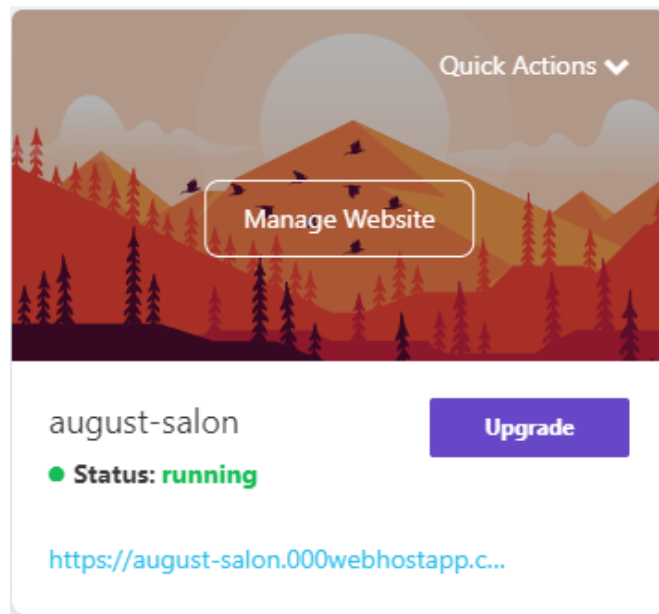 Quick Actions
Manage Website
august-salon
Upgrade
Status: running
https://august-salon.000webhostapp.c...